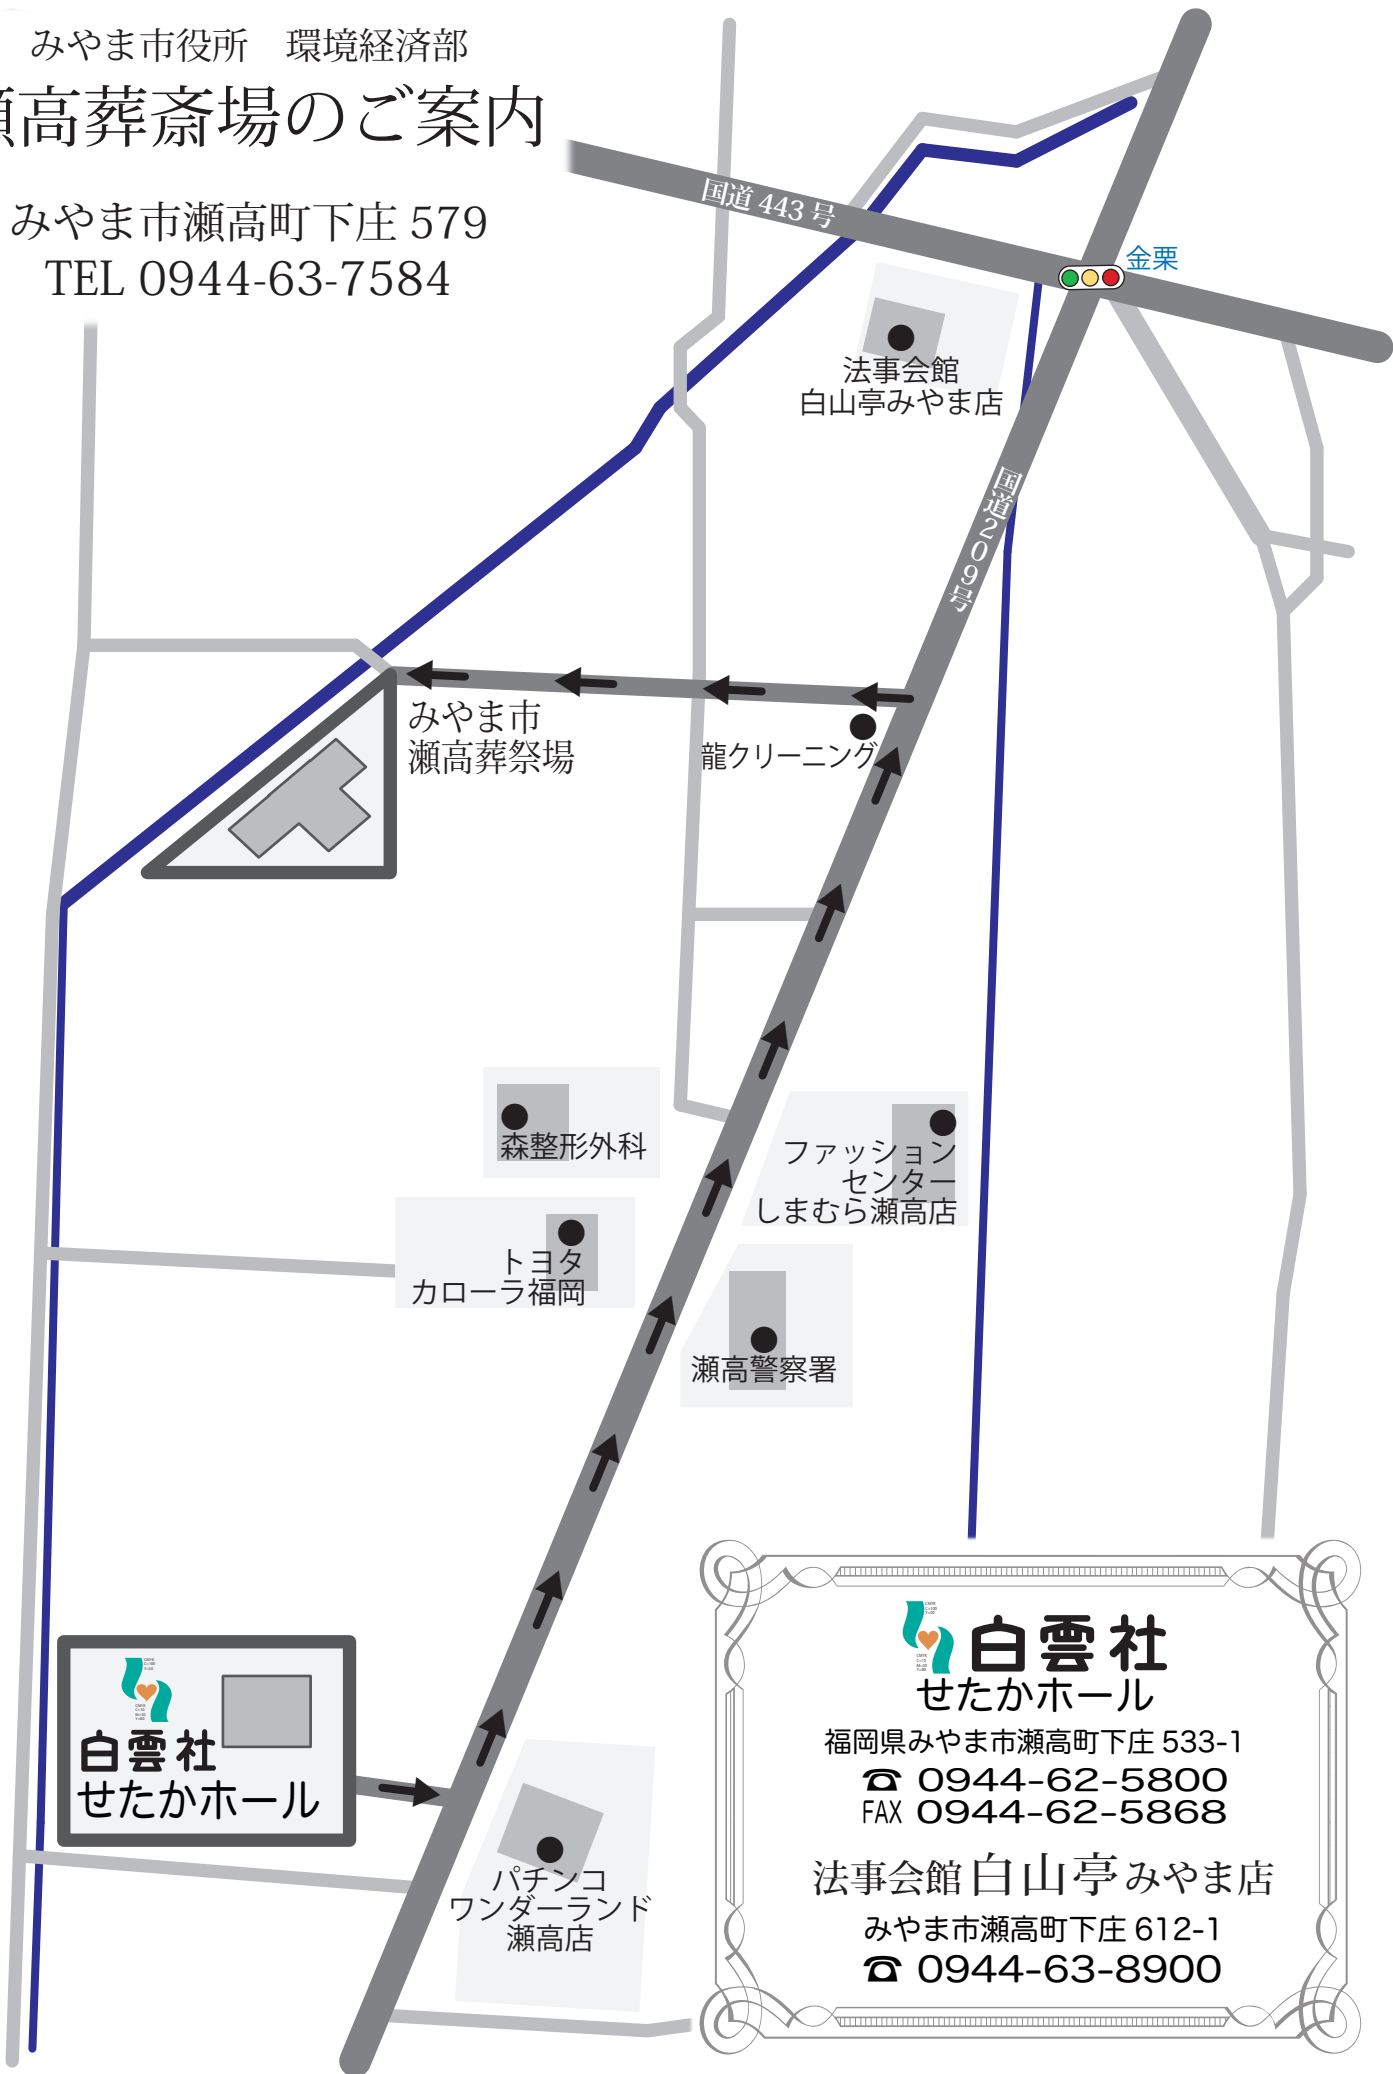 みやま市役所　環境経済部
瀬高葬斎場のご案内
みやま市瀬高町下庄 579
TEL 0944-63-7584
国道 443 号
金栗
法事会館
白山亭みやま店
国道209号
みやま市
瀬高葬祭場
龍クリーニング
森整形外科
ファッション
センター
しまむら瀬高店
トヨタ
カローラ福岡
瀬高警察署
白雲社
せたかホール
パチンコ
ワンダーランド
瀬高店
白雲社
せたかホール
福岡県みやま市瀬高町下庄 533-1
☎ 0944-62-5800
FAX 0944-62-5868
法事会館 白山亭 みやま店
みやま市瀬高町下庄 612-1
☎ 0944-63-8900